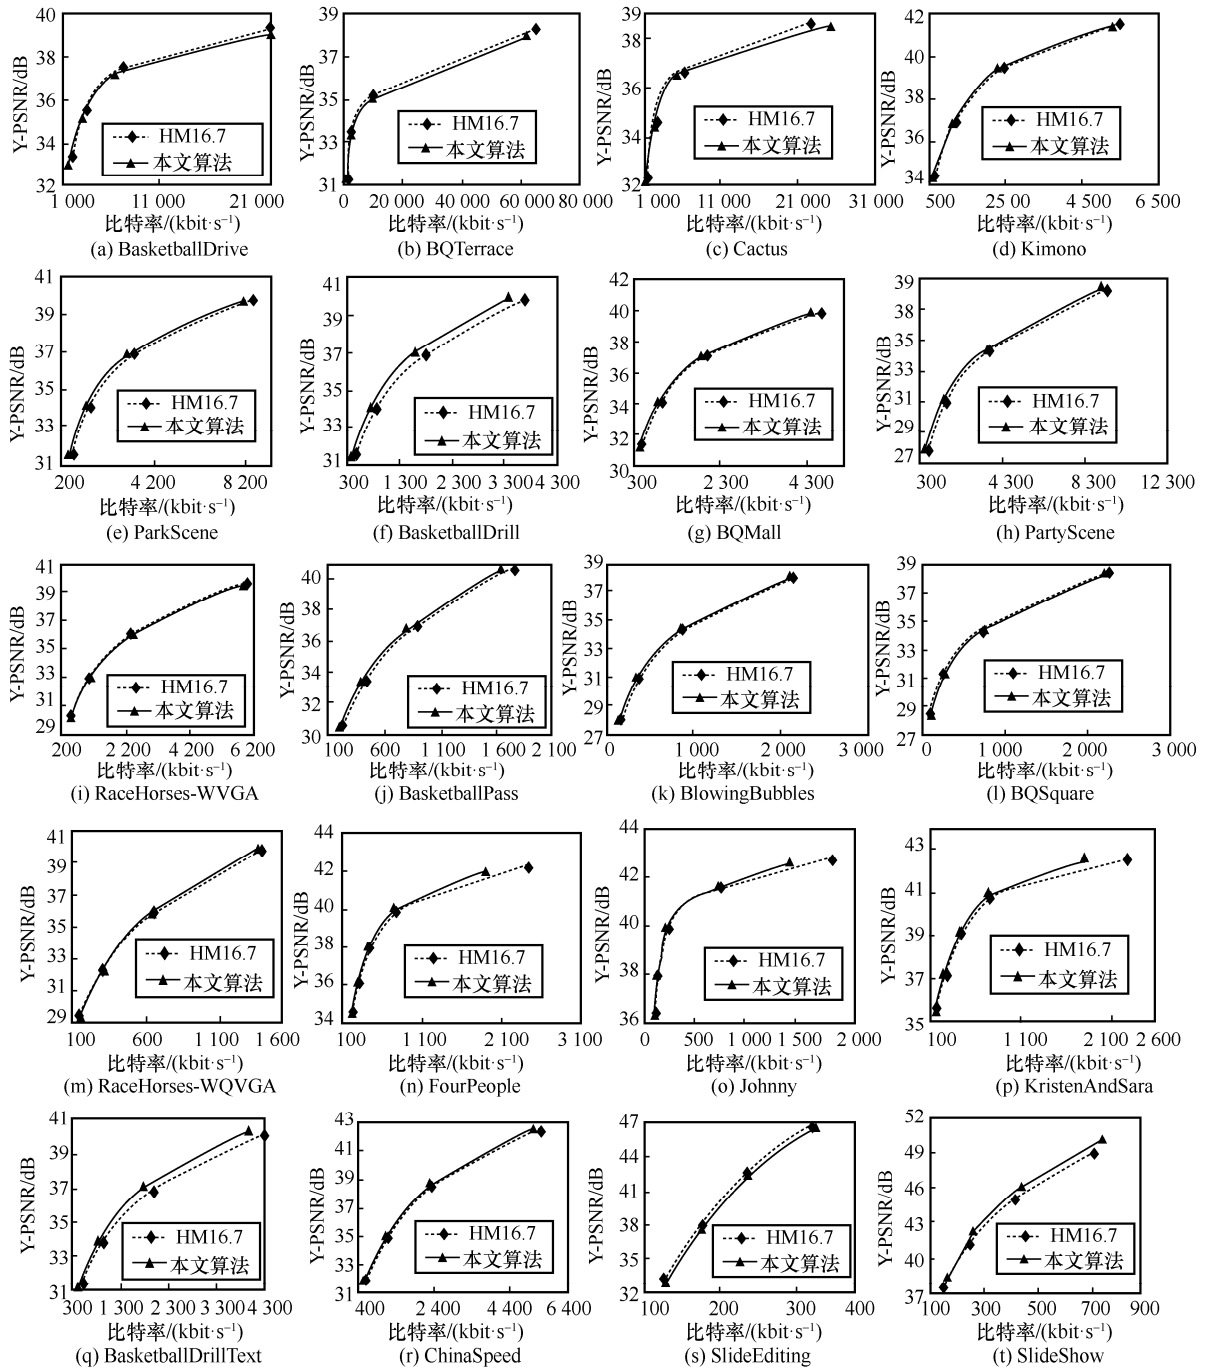 Y-PSNR/dB
40
38
36
34
32
HM16.7
本文算法
1 000 11 000 21 000
比特率/(kbit·s⁻¹)
(a) BasketballDrive
Y-PSNR/dB
39
37
35
33
31
HM16.7
本文算法
0 20 000 40 000 60 000 80 000
比特率/(kbit·s⁻¹)
(b) BQTerrace
Y-PSNR/dB
38
36
34
32
HM16.7
本文算法
1 000 11 000 21 000 31 000
比特率/(kbit·s⁻¹)
(c) Cactus
Y-PSNR/dB
42
40
38
36
34
HM16.7
本文算法
500 25 500 4 500 6 500
比特率/(kbit·s⁻¹)
(d) Kimono
Y-PSNR/dB
41
39
37
35
33
31
HM16.7
本文算法
200 4 200 8 200
比特率/(kbit·s⁻¹)
(e) ParkScene
Y-PSNR/dB
41
39
37
35
33
31
HM16.7
本文算法
300 1 300 2 300 3 300 4 300
比特率/(kbit·s⁻¹)
(f) BasketballDrill
Y-PSNR/dB
42
40
38
36
34
32
30
HM16.7
本文算法
300 2 300 4 300
比特率/(kbit·s⁻¹)
(g) BQMall
Y-PSNR/dB
39
37
35
33
31
29
27
HM16.7
本文算法
300 4 300 8 300 12 300
比特率/(kbit·s⁻¹)
(h) PartyScene
Y-PSNR/dB
41
39
37
35
33
31
29
HM16.7
本文算法
200 2 200 4 200 6 200
比特率/(kbit·s⁻¹)
(i) RaceHorses-WVGA
Y-PSNR/dB
40
38
36
34
32
30
HM16.7
本文算法
100 600 1 100 1 600 2 100
比特率/(kbit·s⁻¹)
(j) BasketballPass
Y-PSNR/dB
39
37
35
33
31
29
27
HM16.7
本文算法
0 1 000 2 000 3 000
比特率/(kbit·s⁻¹)
(k) BlowingBubbles
Y-PSNR/dB
39
37
35
33
31
29
27
HM16.7
本文算法
0 1 000 2 000 3 000
比特率/(kbit·s⁻¹)
(l) BQSquare
Y-PSNR/dB
41
39
37
35
33
31
29
HM16.7
本文算法
100 600 1 100 1 600
比特率/(kbit·s⁻¹)
(m) RaceHorses-WQVGA
Y-PSNR/dB
44
42
40
38
36
34
HM16.7
本文算法
100 1 100 2 100 3 100
比特率/(kbit·s⁻¹)
(n) FourPeople
Y-PSNR/dB
44
42
40
38
36
HM16.7
本文算法
0 500 1 000 1 500 2 000
比特率/(kbit·s⁻¹)
(o) Johnny
Y-PSNR/dB
43
41
39
37
35
HM16.7
本文算法
100 1 100 2 100 2 600
比特率/(kbit·s⁻¹)
(p) KristenAndSara
Y-PSNR/dB
41
39
37
35
33
31
HM16.7
本文算法
300 1 300 2 300 3 300 4 300
比特率/(kbit·s⁻¹)
(q) BasketballDrillText
Y-PSNR/dB
43
41
39
37
35
33
31
HM16.7
本文算法
400 2 400 4 400 6 400
比特率/(kbit·s⁻¹)
(r) ChinaSpeed
Y-PSNR/dB
47
44
41
38
35
32
HM16.7
本文算法
100 200 300 400
比特率/(kbit·s⁻¹)
(s) SlideEditing
Y-PSNR/dB
52
49
46
43
40
37
HM16.7
本文算法
100 300 500 700 900
比特率/(kbit·s⁻¹)
(t) SlideShow